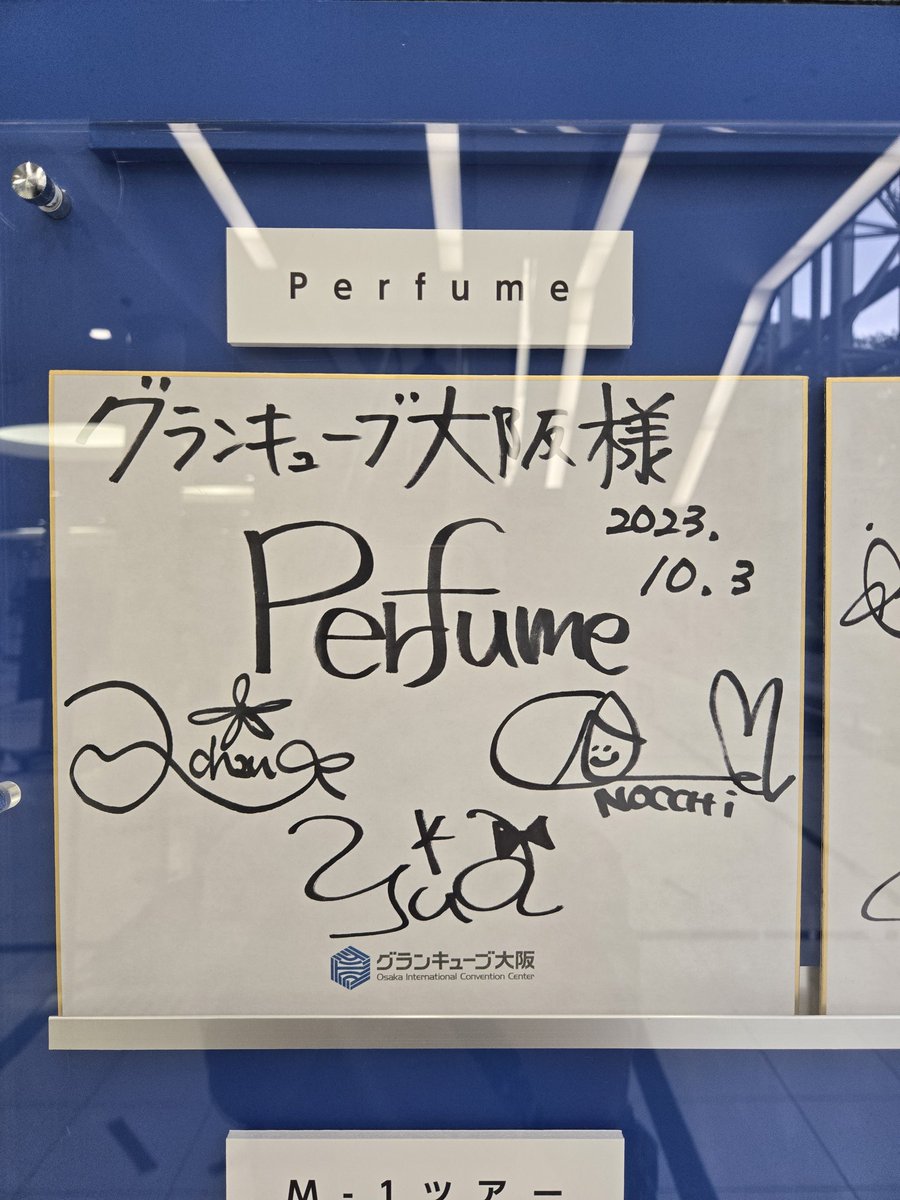 Perfume
グランキューブ大阪様
2023.
10.3
Perfume
a-chan
NOCCHi
グランキューブ大阪
Osaka International Convention Center
M-1ツアー